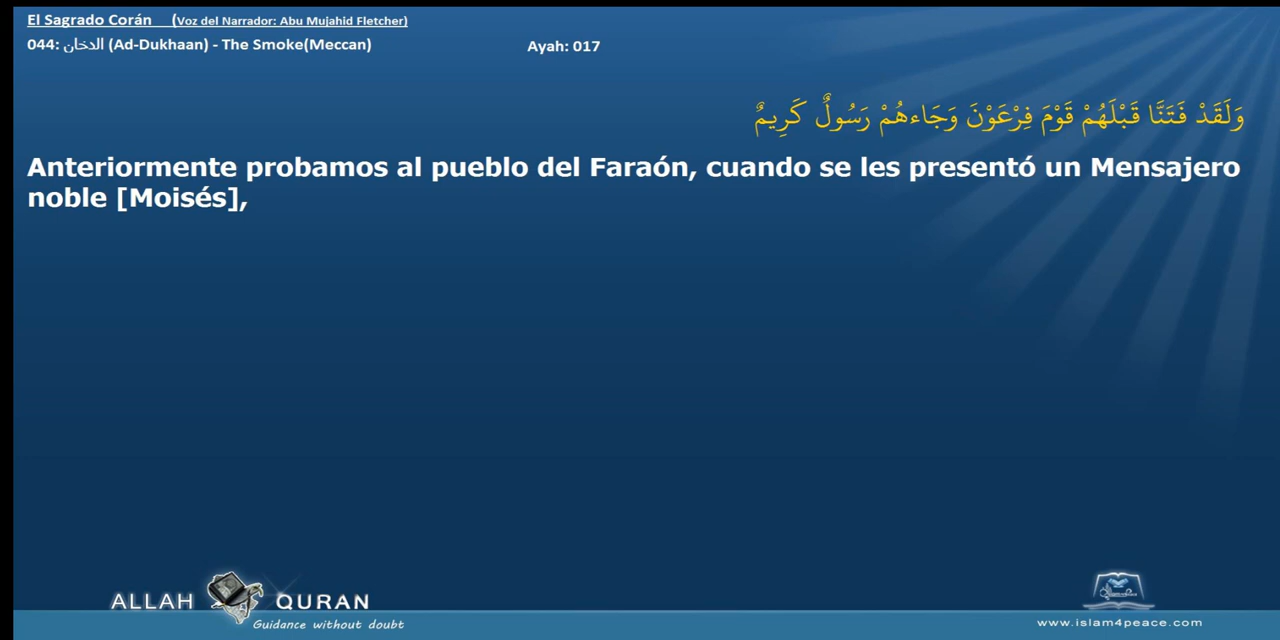 El Sagrado Corán (Voz del Narrador: Abu Mujahid Fletcher)
044: الدخان (Ad-Dukhaan) - The Smoke(Meccan) Ayah: 017
وَلَقَدْ فَتَنَّا قَبْلَهُمْ قَوْمَ فِرْعَوْنَ وَجَاءهُمْ رَسُولٌ كَرِيمٌ
Anteriormente probamos al pueblo del Faraón, cuando se les presentó un Mensajero
noble [Moisés],
ALLAH QURAN
Guidance without doubt
www.islam4peace.com